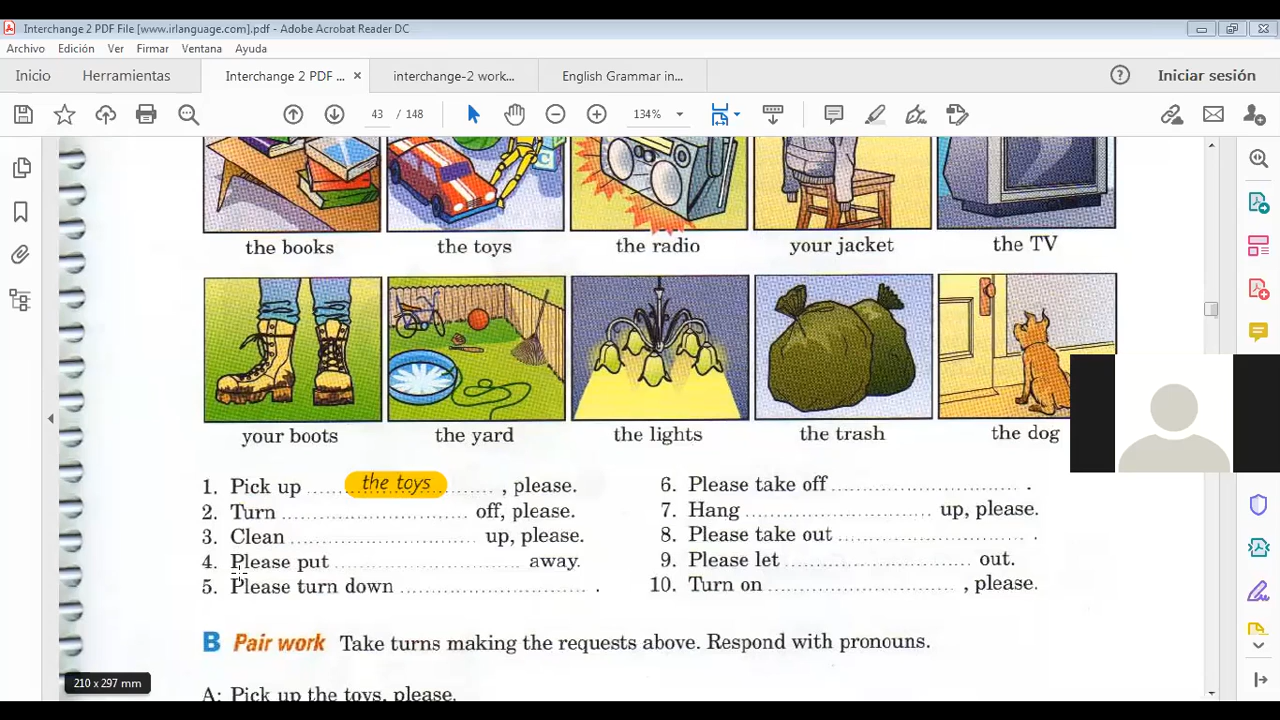 Interchange 2 PDF File [www.irlanguage.com].pdf - Adobe Acrobat Reader DC
Archivo Edición Ver Firmar Ventana Ayuda
Inicio Herramientas Interchange 2 PDF ... × interchange-2 work... English Grammar in... Iniciar sesión
43 / 148 134%
the books the toys the radio your jacket the TV
your boots the yard the lights the trash the dog
1. Pick up the toys , please.
2. Turn .................... off, please.
3. Clean .................... up, please.
4. Please put .................... away.
5. Please turn down .................... .
6. Please take off .................... .
7. Hang .................... up, please.
8. Please take out .................... .
9. Please let .................... out.
10. Turn on .................... , please.
B Pair work Take turns making the requests above. Respond with pronouns.
210 x 297 mm
A: Pick up the toys, please.